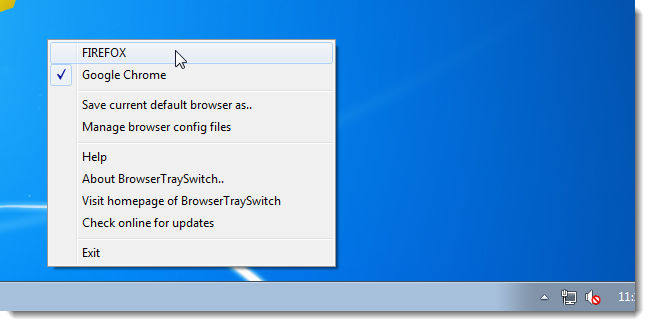 FIREFOX
Google Chrome
Save current default browser as..
Manage browser config files
Help
About BrowserTraySwitch..
Visit homepage of BrowserTraySwitch
Check online for updates
Exit
11: